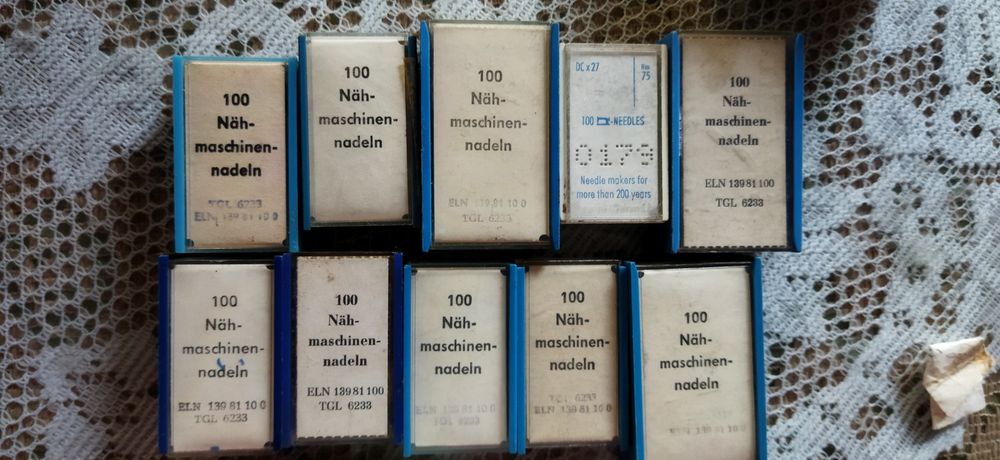 100
Näh-
maschinen-
nadeln
TGL 6233
ELN 139 81 10 0
100
Näh-
maschinen-
nadeln
100
Näh-
maschinen-
nadeln
ELN 139 81 10 0
TGL 6233
DC x 27
Nm
75
100 -NEEDLES
0179
Needle makers for
more than 200 years
100
Näh-
maschinen-
nadeln
ELN 139 81 100
TGL 6233
100
Näh-
maschinen-
nadeln
ELN 139 81 10 0
TGL 6233
100
Näh-
maschinen-
nadeln
ELN 139 81 100
TGL 6233
100
Näh-
maschinen-
nadeln
ELN 139 81 10 0
TGL 6233
100
Näh-
maschinen-
nadeln
TGL 6233
ELN 139 81 10 0
100
Näh-
maschinen-
nadeln
ELN 139 81 10 0